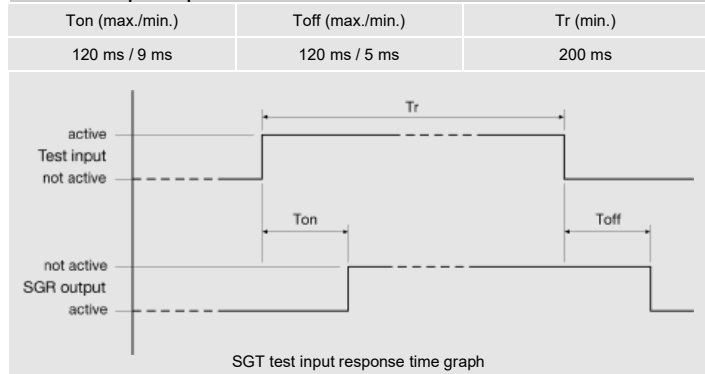 Ton (max./min.) Toff (max./min.) Tr (min.)
120 ms / 9 ms 120 ms / 5 ms 200 ms
Tr
active
Test input
not active
Ton Toff
not active
SGR output
active
SGT test input response time graph